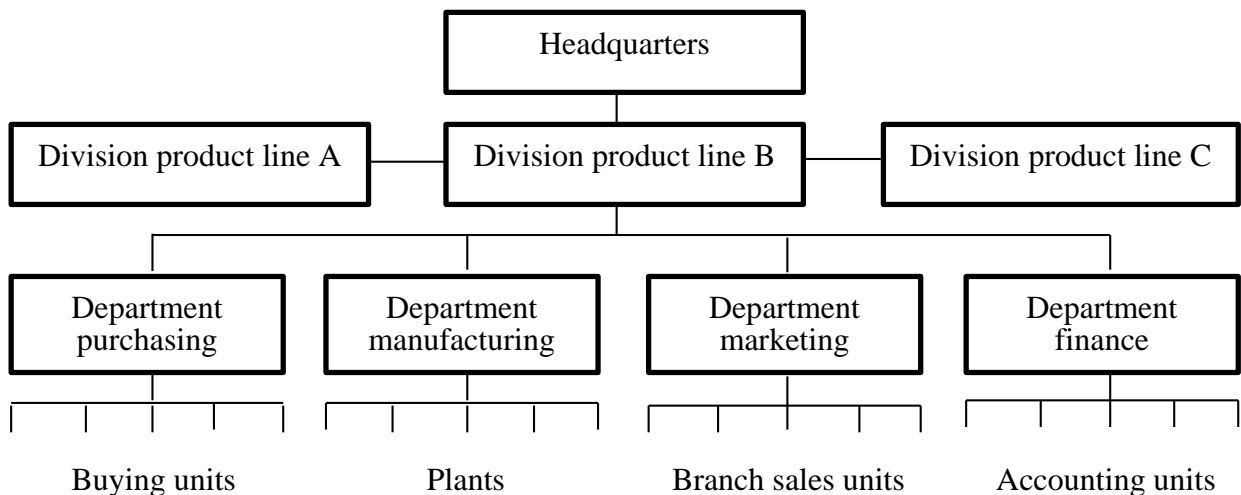 Headquarters
Division product line A
Division product line B
Division product line C
Department
purchasing
Department
manufacturing
Department
marketing
Department
finance
Buying units
Plants
Branch sales units
Accounting units